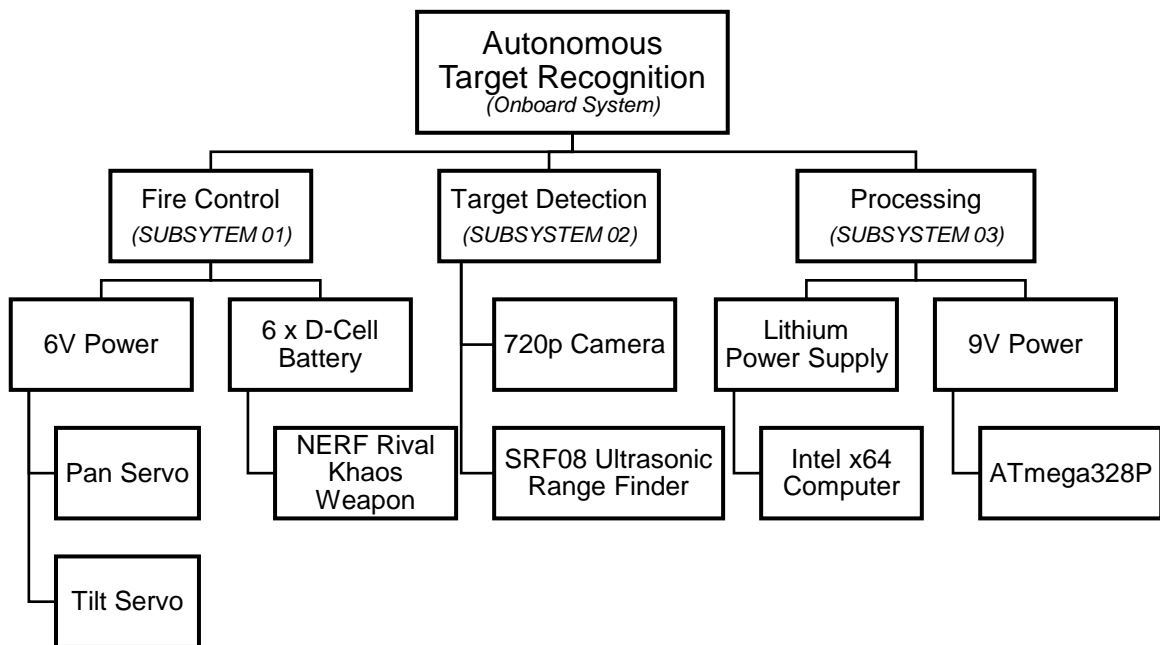 Autonomous
Target Recognition
(Onboard System)
Fire Control
(SUBSYTEM 01)
Target Detection
(SUBSYSTEM 02)
Processing
(SUBSYSTEM 03)
6V Power
6 x D-Cell
Battery
720p Camera
Lithium
Power Supply
9V Power
Pan Servo
NERF Rival
Khaos
Weapon
SRF08 Ultrasonic
Range Finder
Intel x64
Computer
ATmega328P
Tilt Servo